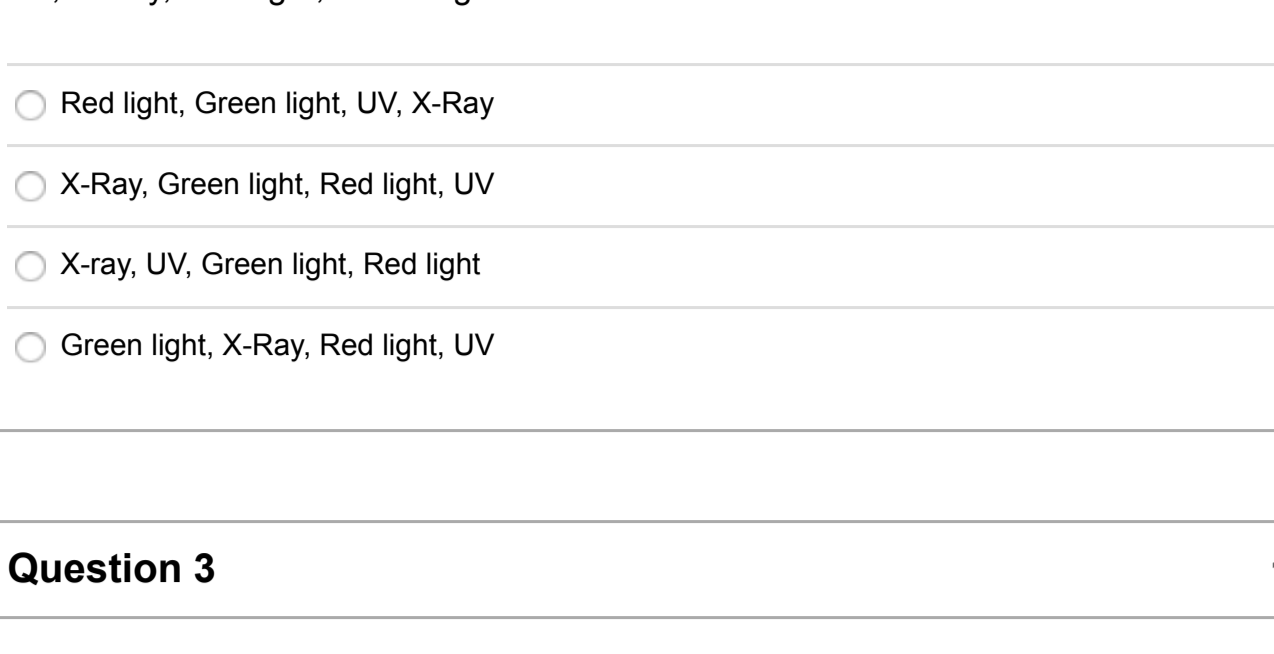 Red light, Green light, UV, X-Ray
X-Ray, Green light, Red light, UV
X-ray, UV, Green light, Red light
Green light, X-Ray, Red light, UV
Question 3